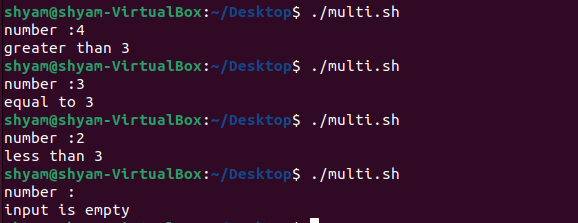 shyam@shyam-VirtualBox:~/Desktop$ ./multi.sh
number :4
greater than 3
shyam@shyam-VirtualBox:~/Desktop$ ./multi.sh
number :3
equal to 3
shyam@shyam-VirtualBox:~/Desktop$ ./multi.sh
number :2
less than 3
shyam@shyam-VirtualBox:~/Desktop$ ./multi.sh
number :
input is empty
shyam@shyam-VirtualBox:~/Desktop$